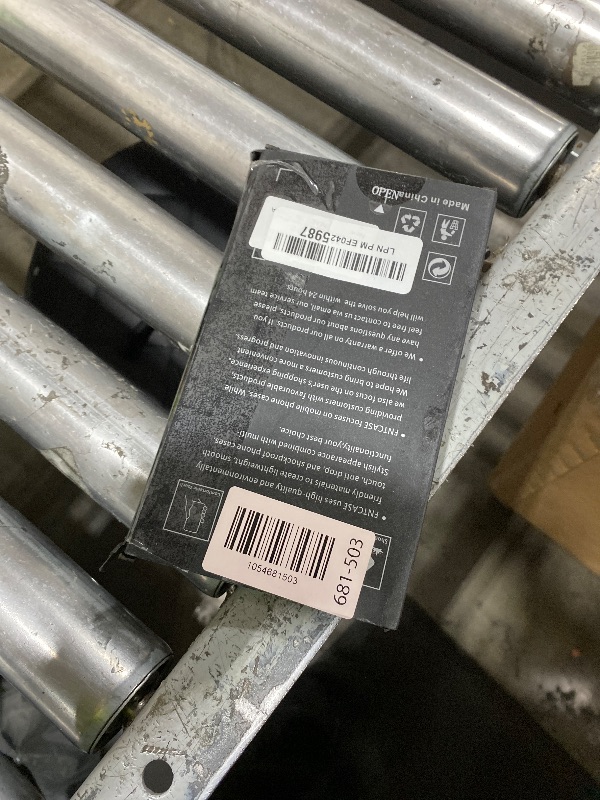 • FNTCASE uses high quality and environmentally
friendly materials to create lightweight, smooth
touch, anti drop, and shockproof phone cases.
Stylish appearance combined with multi
functionality,your best choice.
• FNTCASE focuses on mobile phone cases. While
providing customers with favourable products,
we also focus on the user's shopping experience,
We hope to bring customers a more convenient
life through continuous innovation and progress
• We offer a warranty on all our products. If you
have any questions about our products, please
feel free to contact us via email, our service team
will help you solve the within 24 hours
LPN PM EF0425987
Made in China
OPEN
1054681503
681-503